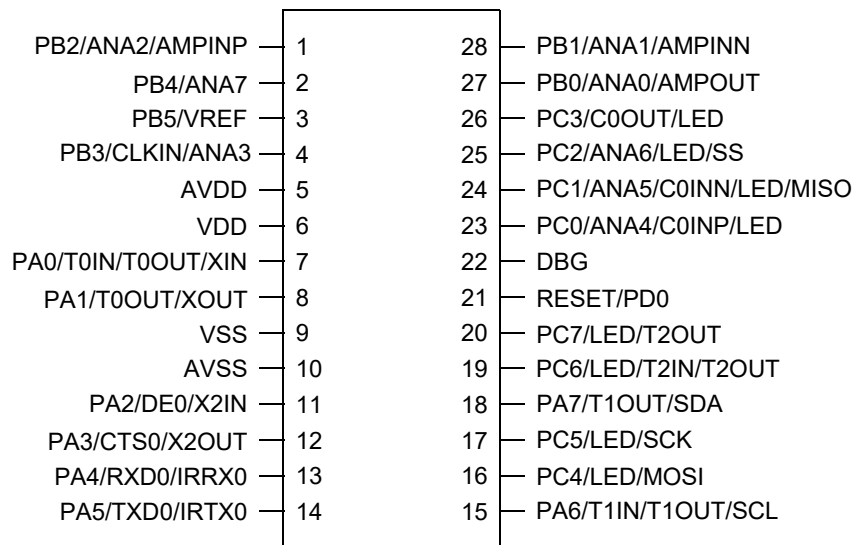 PB2/ANA2/AMPINP 1 28 PB1/ANA1/AMPINN
PB4/ANA7 2 27 PB0/ANA0/AMPOUT
PB5/VREF 3 26 PC3/C0OUT/LED
PB3/CLKIN/ANA3 4 25 PC2/ANA6/LED/SS
AVDD 5 24 PC1/ANA5/C0INN/LED/MISO
VDD 6 23 PC0/ANA4/C0INP/LED
PA0/T0IN/T0OUT/XIN 7 22 DBG
PA1/T0OUT/XOUT 8 21 RESET/PD0
VSS 9 20 PC7/LED/T2OUT
AVSS 10 19 PC6/LED/T2IN/T2OUT
PA2/DE0/X2IN 11 18 PA7/T1OUT/SDA
PA3/CTS0/X2OUT 12 17 PC5/LED/SCK
PA4/RXD0/IRRX0 13 16 PC4/LED/MOSI
PA5/TXD0/IRTX0 14 15 PA6/T1IN/T1OUT/SCL